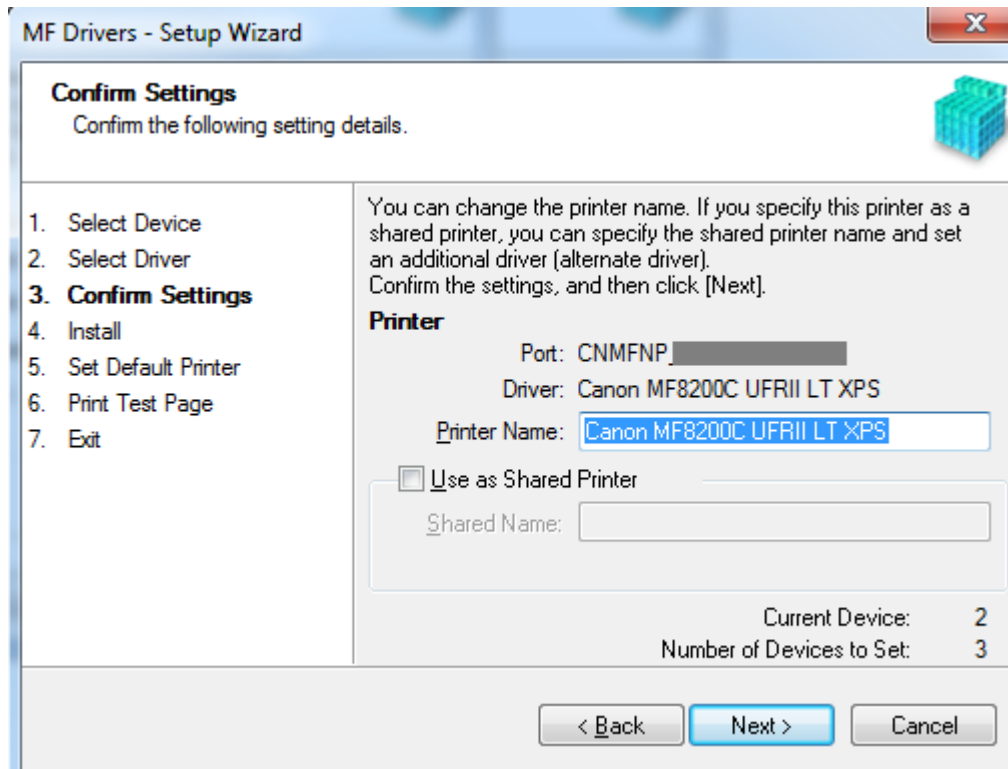 MF Drivers - Setup Wizard
Confirm Settings
Confirm the following setting details.
1. Select Device
2. Select Driver
3. Confirm Settings
4. Install
5. Set Default Printer
6. Print Test Page
7. Exit
You can change the printer name. If you specify this printer as a
shared printer, you can specify the shared printer name and set
an additional driver (alternate driver).
Confirm the settings, and then click [Next].
Printer
Port: CNMFNP_
Driver: Canon MF8200C UFRII LT XPS
Printer Name: Canon MF8200C UFRII LT XPS
Use as Shared Printer
Shared Name:
Current Device: 2
Number of Devices to Set: 3
< Back Next > Cancel